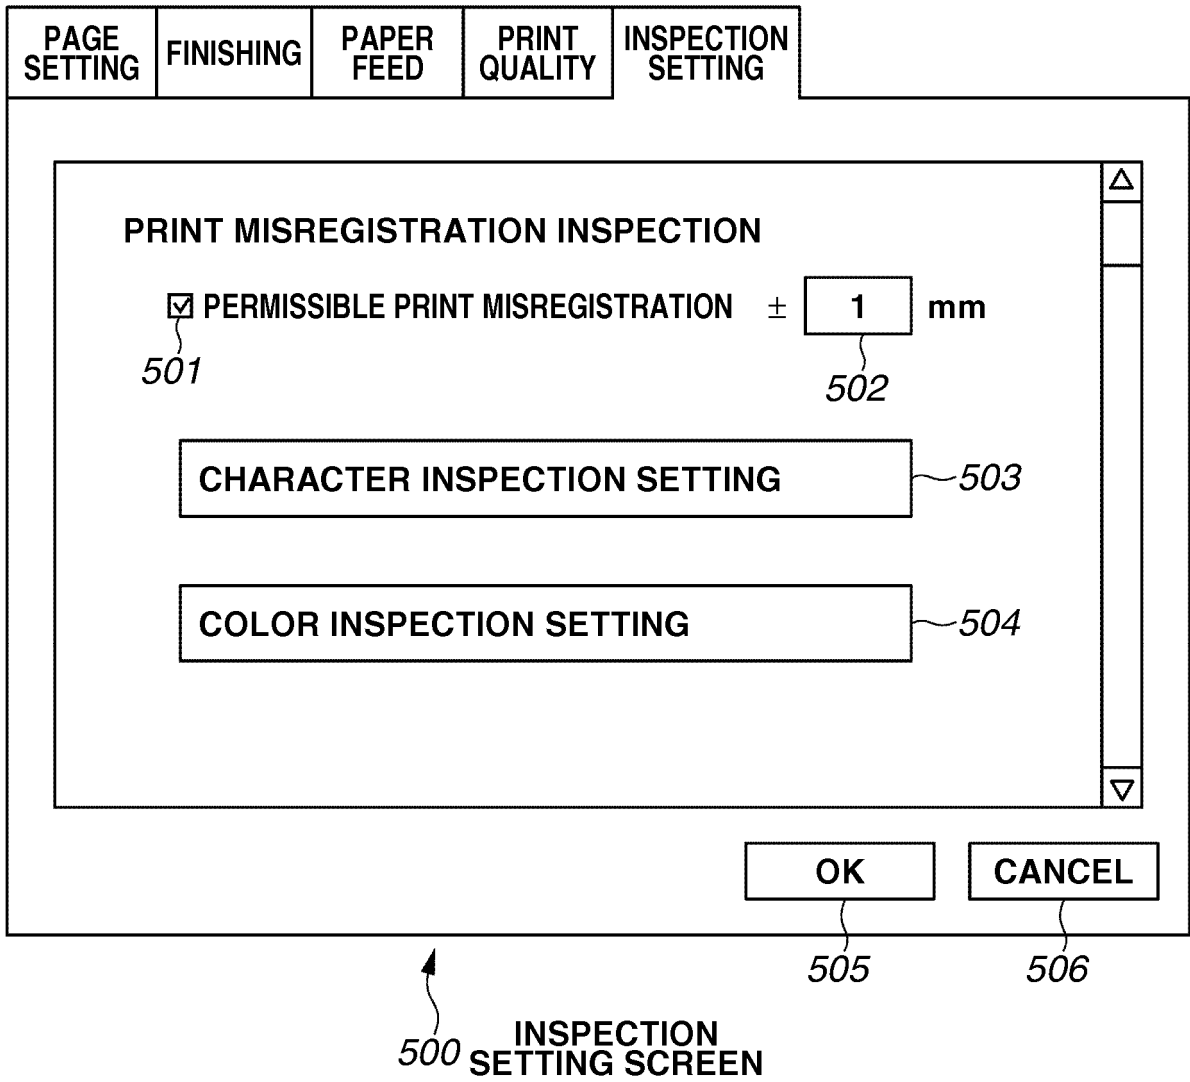 PAGE
SETTING
FINISHING
PAPER
FEED
PRINT
QUALITY
INSPECTION
SETTING
PRINT MISREGISTRATION INSPECTION
PERMISSIBLE PRINT MISREGISTRATION ± 1 mm
501
502
CHARACTER INSPECTION SETTING
503
COLOR INSPECTION SETTING
504
OK
CANCEL
505
506
500
INSPECTION
SETTING SCREEN